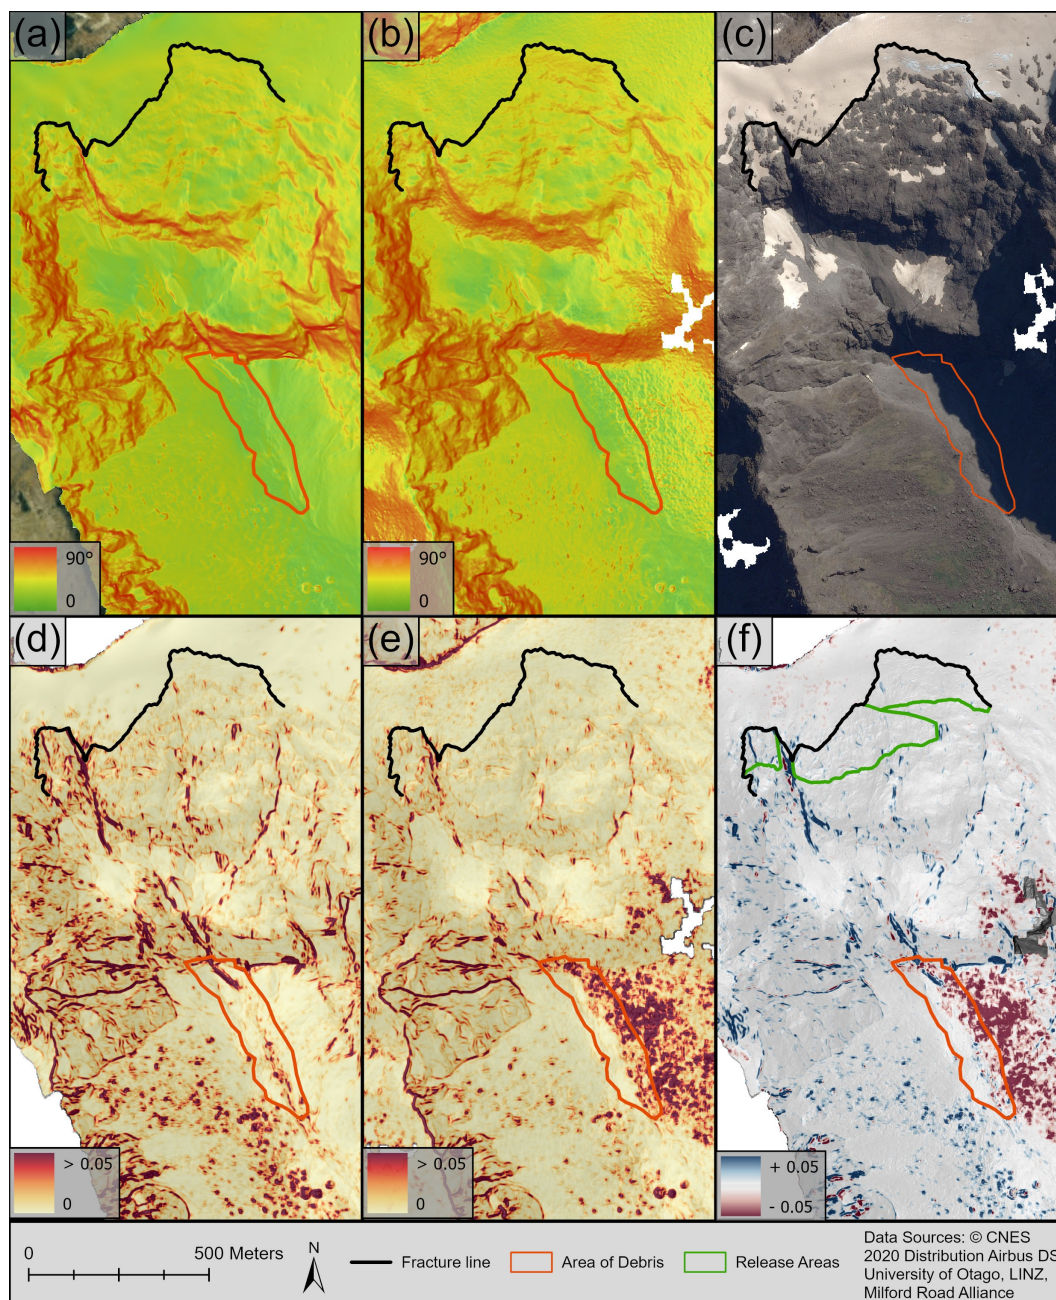 (a)
(b)
(c)
90°
0
90°
0
(d)
(e)
(f)
> 0.05
0
> 0.05
0
+ 0.05
- 0.05
0
500 Meters
N
Fracture line
Area of Debris
Release Areas
Data Sources: © CNES
2020 Distribution Airbus DS
University of Otago, LINZ,
Milford Road Alliance